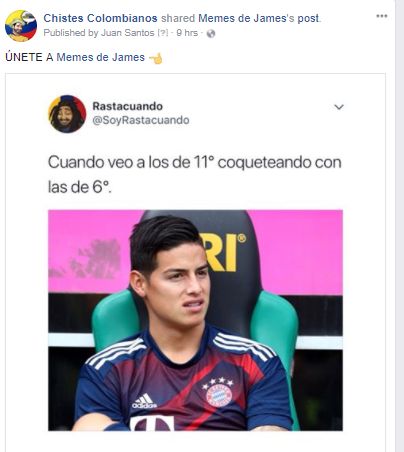 Chistes Colombianos shared Memes de James's post.
Published by Juan Santos [?] · 9 hrs ·
ÚNETE A Memes de James 👈
Rastacuando
@SoyRastacuando
Cuando veo a los de 11° coqueteando con
las de 6°.
RI®
adidas